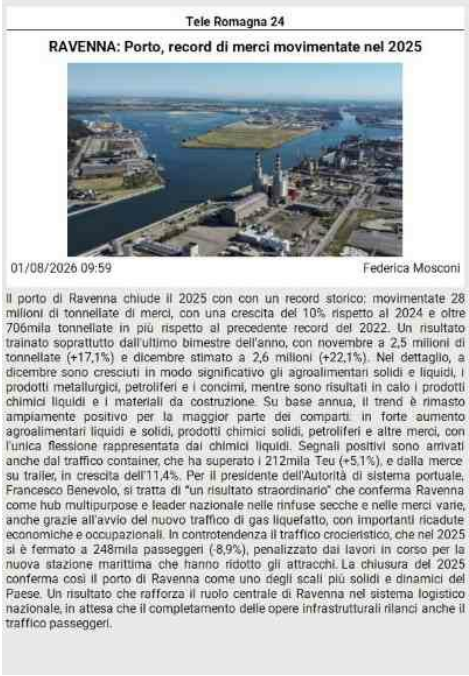 Tele Romagna 24
RAVENNA: Porto, record di merci movimentate nel 2025
01/08/2026 09:59
Federica Mosconi
Il porto di Ravenna chiude il 2025 con con un record storico: movimentate 28
milioni di tonnellate di merci, con una crescita del 10% rispetto al 2024 e oltre
706mila tonnellate in più rispetto al precedente record del 2022. Un risultato
trainato soprattutto dall'ultimo bimestre dell'anno, con novembre a 2,5 milioni di
tonnellate (+17,1%) e dicembre stimato a 2,6 milioni (+22,1%). Nel dettaglio, a
dicembre sono cresciuti in modo significativo gli agroalimentari solidi e liquidi, i
prodotti metallurgici, petroliferi e i concimi, mentre sono risultati in calo i prodotti
chimici liquidi e i materiali da costruzione. Su base annua, il trend è rimasto
ampiamente positivo per la maggior parte dei comparti: in forte aumento
agroalimentari liquidi e solidi, prodotti chimici solidi, petroliferi e altre merci, con
l'unica flessione rappresentata dai chimici liquidi. Segnali positivi sono arrivati
anche dal traffico container, che ha superato i 212mila Teu (+5,1%), e dalla merce
su trailer, in crescita dell'11,4%. Per il presidente dell'Autorità di sistema portuale,
Francesco Benevolo, si tratta di "un risultato straordinario" che conferma Ravenna
come hub multipurpose e leader nazionale nelle rinfuse secche e nelle merci varie,
anche grazie all'avvio del nuovo traffico di gas liquefatto, con importanti ricadute
economiche e occupazionali. In controtendenza il traffico crocieristico, che nel 2025
si è fermato a 248mila passeggeri (-8,9%), penalizzato dai lavori in corso per la
nuova stazione marittima che hanno ridotto gli attracchi. La chiusura del 2025
conferma così il porto di Ravenna come uno degli scali più solidi e dinamici del
Paese. Un risultato che rafforza il ruolo centrale di Ravenna nel sistema logistico
nazionale, in attesa che il completamento delle opere infrastrutturali rilanci anche il
traffico passeggeri.